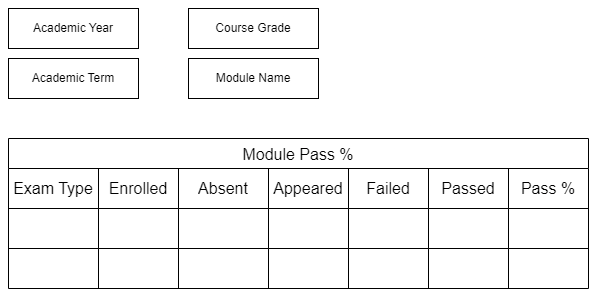 Academic Year
Course Grade
Academic Term
Module Name
Module Pass %
Exam Type Enrolled Absent Appeared Failed Passed Pass %